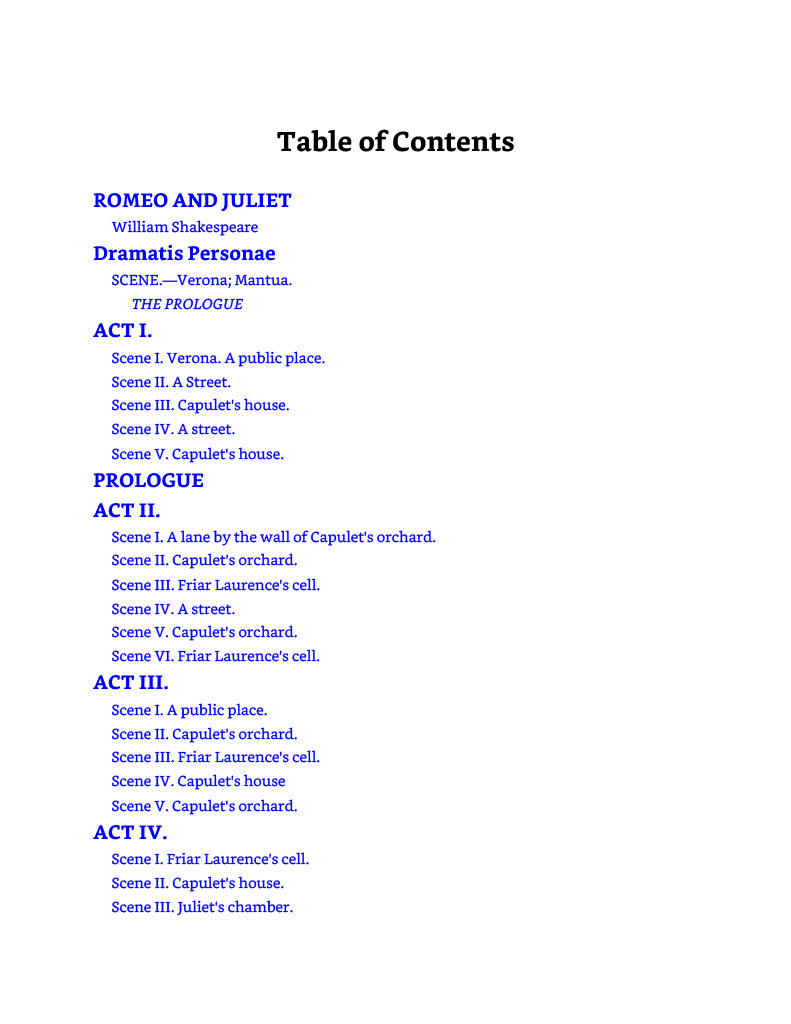 Table of Contents
ROMEO AND JULIET
William Shakespeare
Dramatis Personae
SCENE.—Verona; Mantua.
THE PROLOGUE
ACT I.
Scene I. Verona. A public place.
Scene II. A Street.
Scene III. Capulet's house.
Scene IV. A street.
Scene V. Capulet's house.
PROLOGUE
ACT II.
Scene I. A lane by the wall of Capulet's orchard.
Scene II. Capulet's orchard.
Scene III. Friar Laurence's cell.
Scene IV. A street.
Scene V. Capulet's orchard.
Scene VI. Friar Laurence's cell.
ACT III.
Scene I. A public place.
Scene II. Capulet's orchard.
Scene III. Friar Laurence's cell.
Scene IV. Capulet's house
Scene V. Capulet's orchard.
ACT IV.
Scene I. Friar Laurence's cell.
Scene II. Capulet's house.
Scene III. Juliet's chamber.